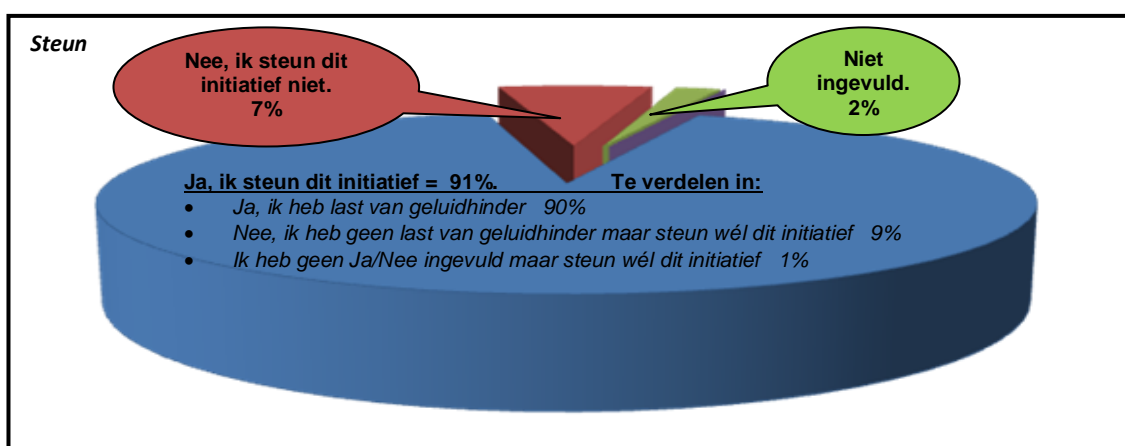 Steun
Nee, ik steun dit
initiatief niet.
7%
Niet
ingevuld.
2%
Ja, ik steun dit initiatief = 91%. Te verdelen in:
• Ja, ik heb last van geluidhinder 90%
• Nee, ik heb geen last van geluidhinder maar steun wél dit initiatief 9%
• Ik heb geen Ja/Nee ingevuld maar steun wél dit initiatief 1%